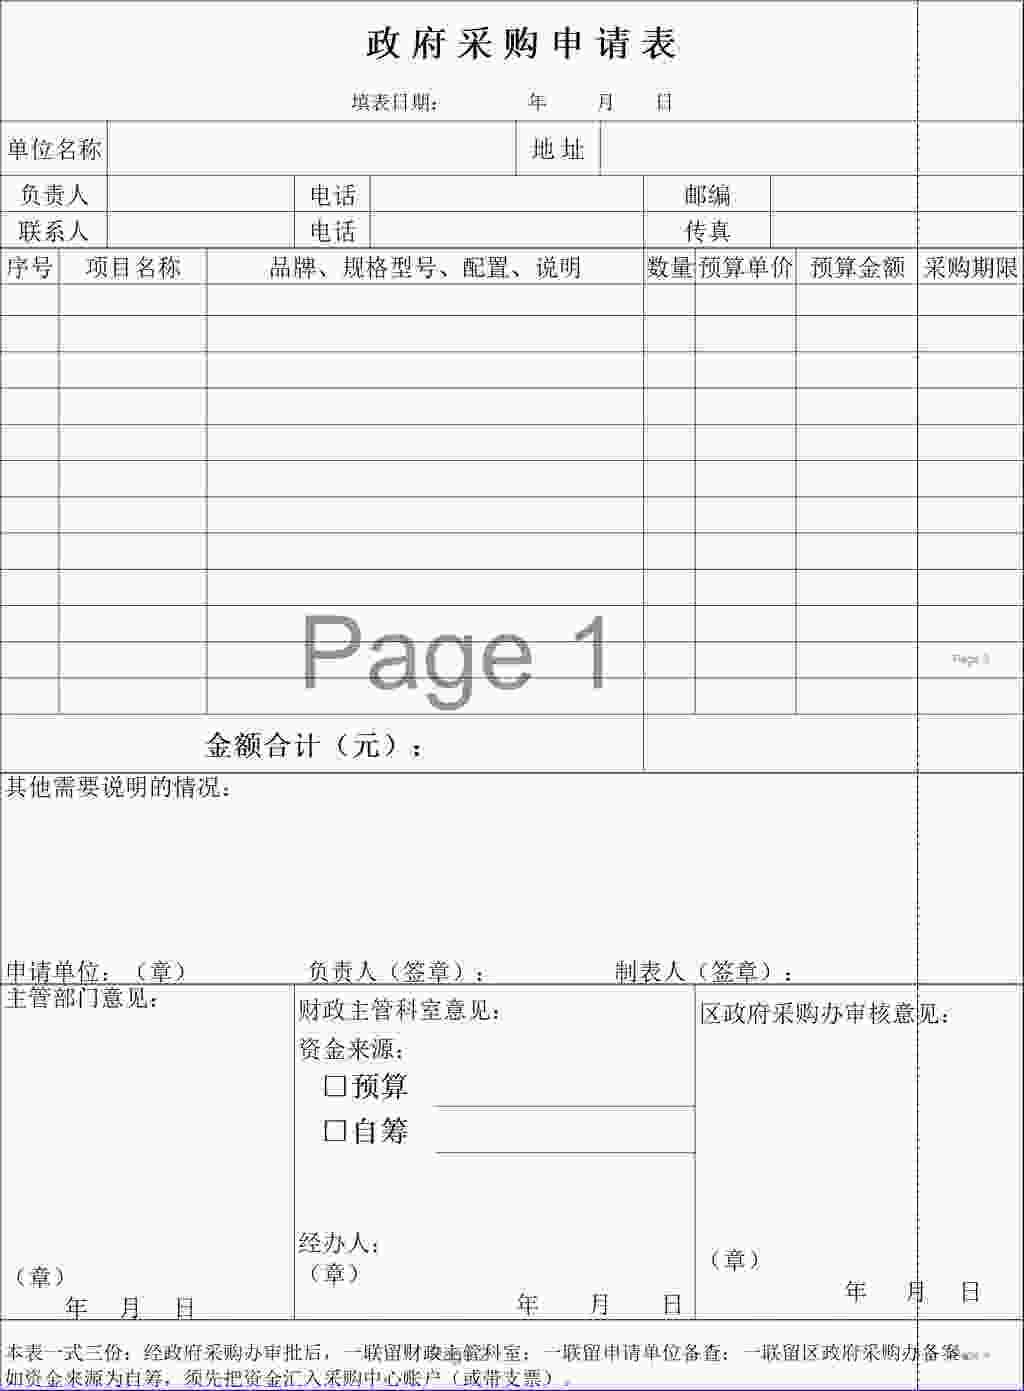 政府采购申请表
填表日期： 年 月 日
单位名称 地址
负责人 电话 邮编
联系人 电话 传真
序号 项目名称 品牌、规格型号、配置、说明 数量 预算单价 预算金额 采购期限
Page 1
Page 3
金额合计（元）：
其他需要说明的情况：
申请单位：（章） 负责人（签章）： 制表人（签章）：
主管部门意见：
（章）
年 月 日
财政主管科室意见：
资金来源：
□预算
□自筹
经办人：
（章）
年 月 日
区政府采购办审核意见：
（章）
年 月 日
本表一式三份：经政府采购办审批后，一联留财政主管科室；一联留申请单位备查；一联留区政府采购办备案。
如资金来源为自筹，须先把资金汇入采购中心账户（或带支票）。